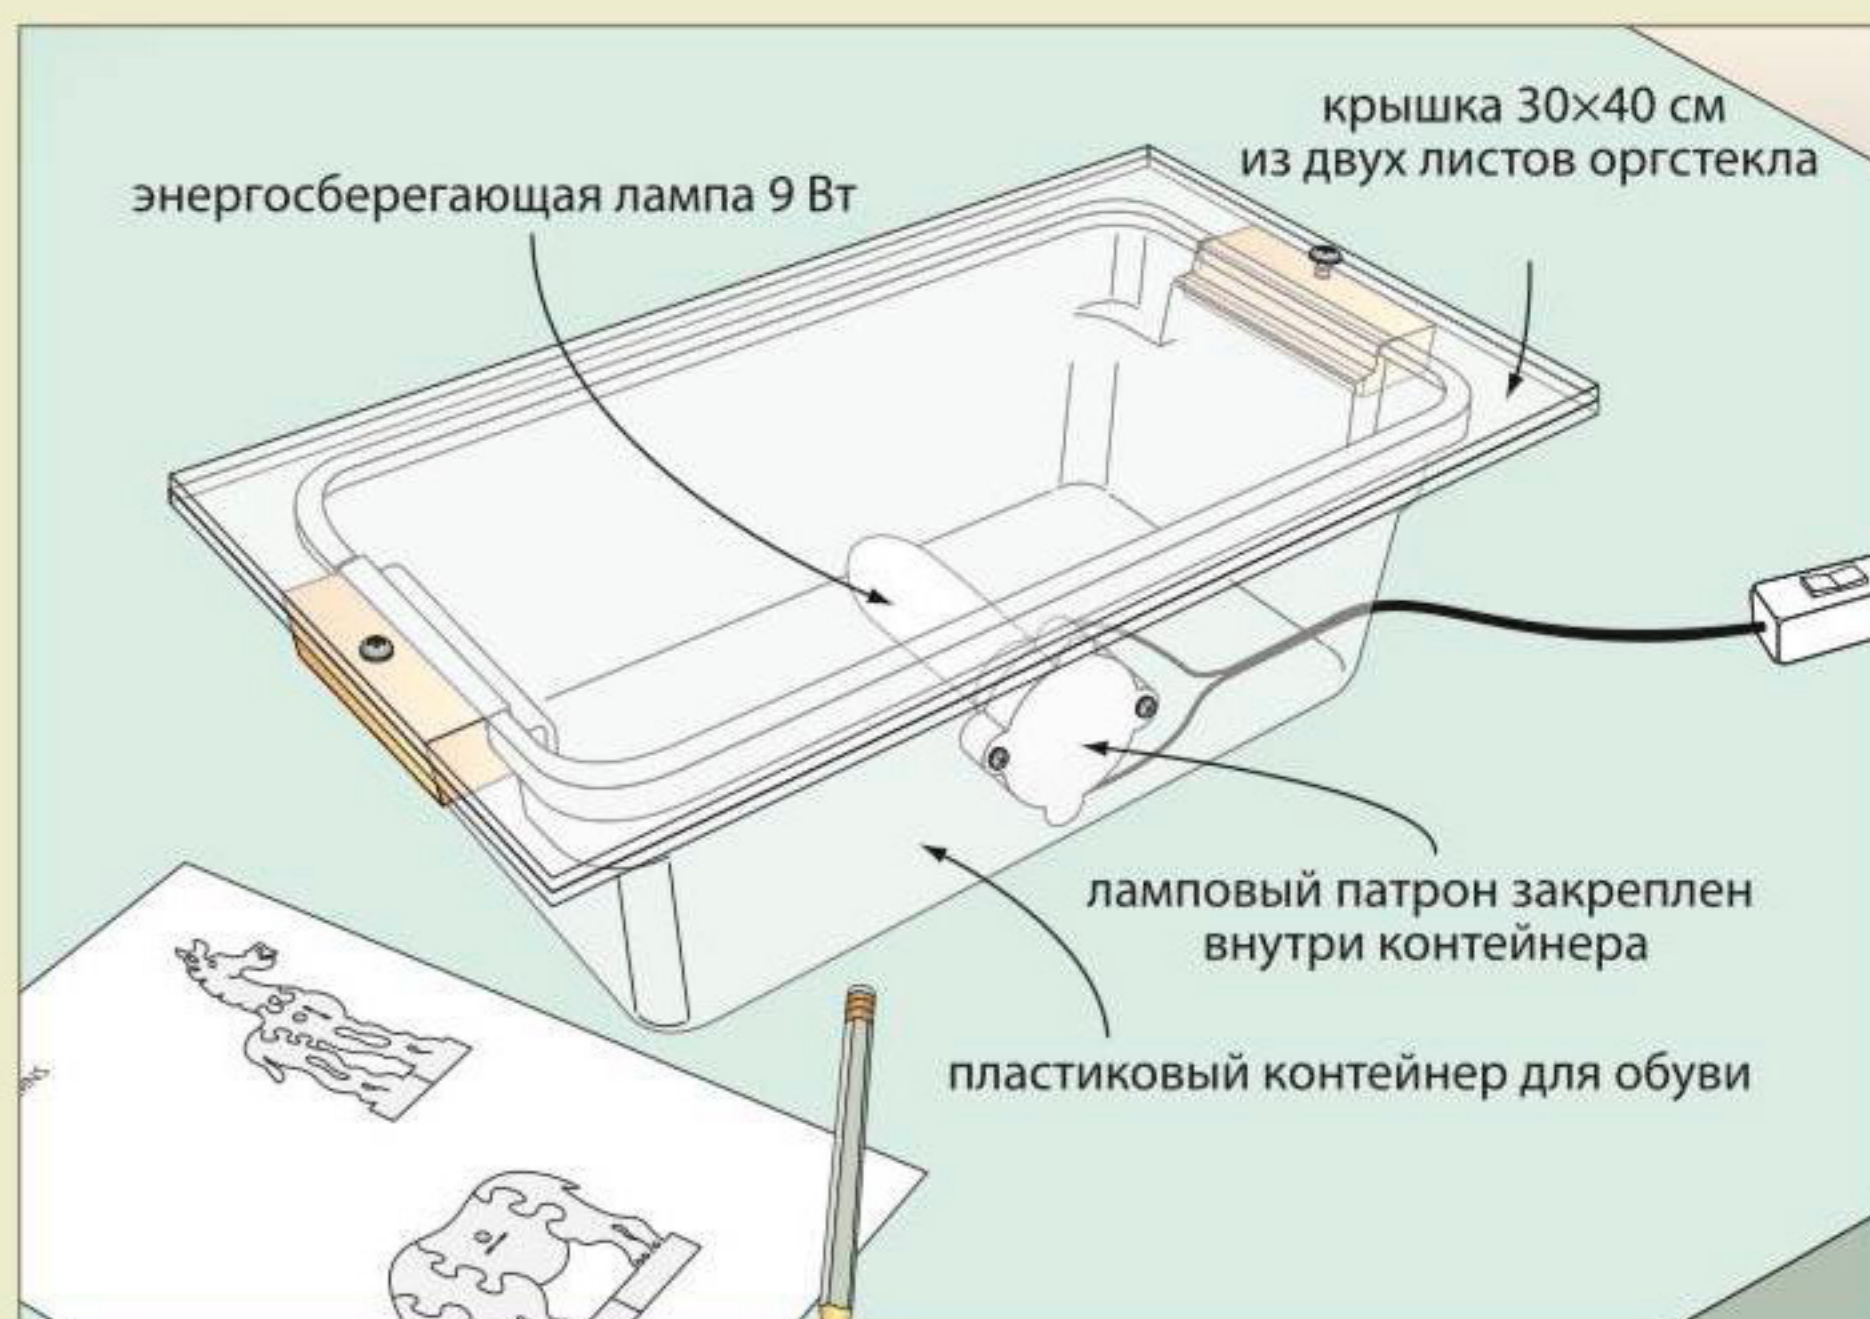 крышка 30×40 см
из двух листов оргстекла
энергосберегающая лампа 9 Вт
ламповый патрон закреплен
внутри контейнера
пластиковый контейнер для обуви